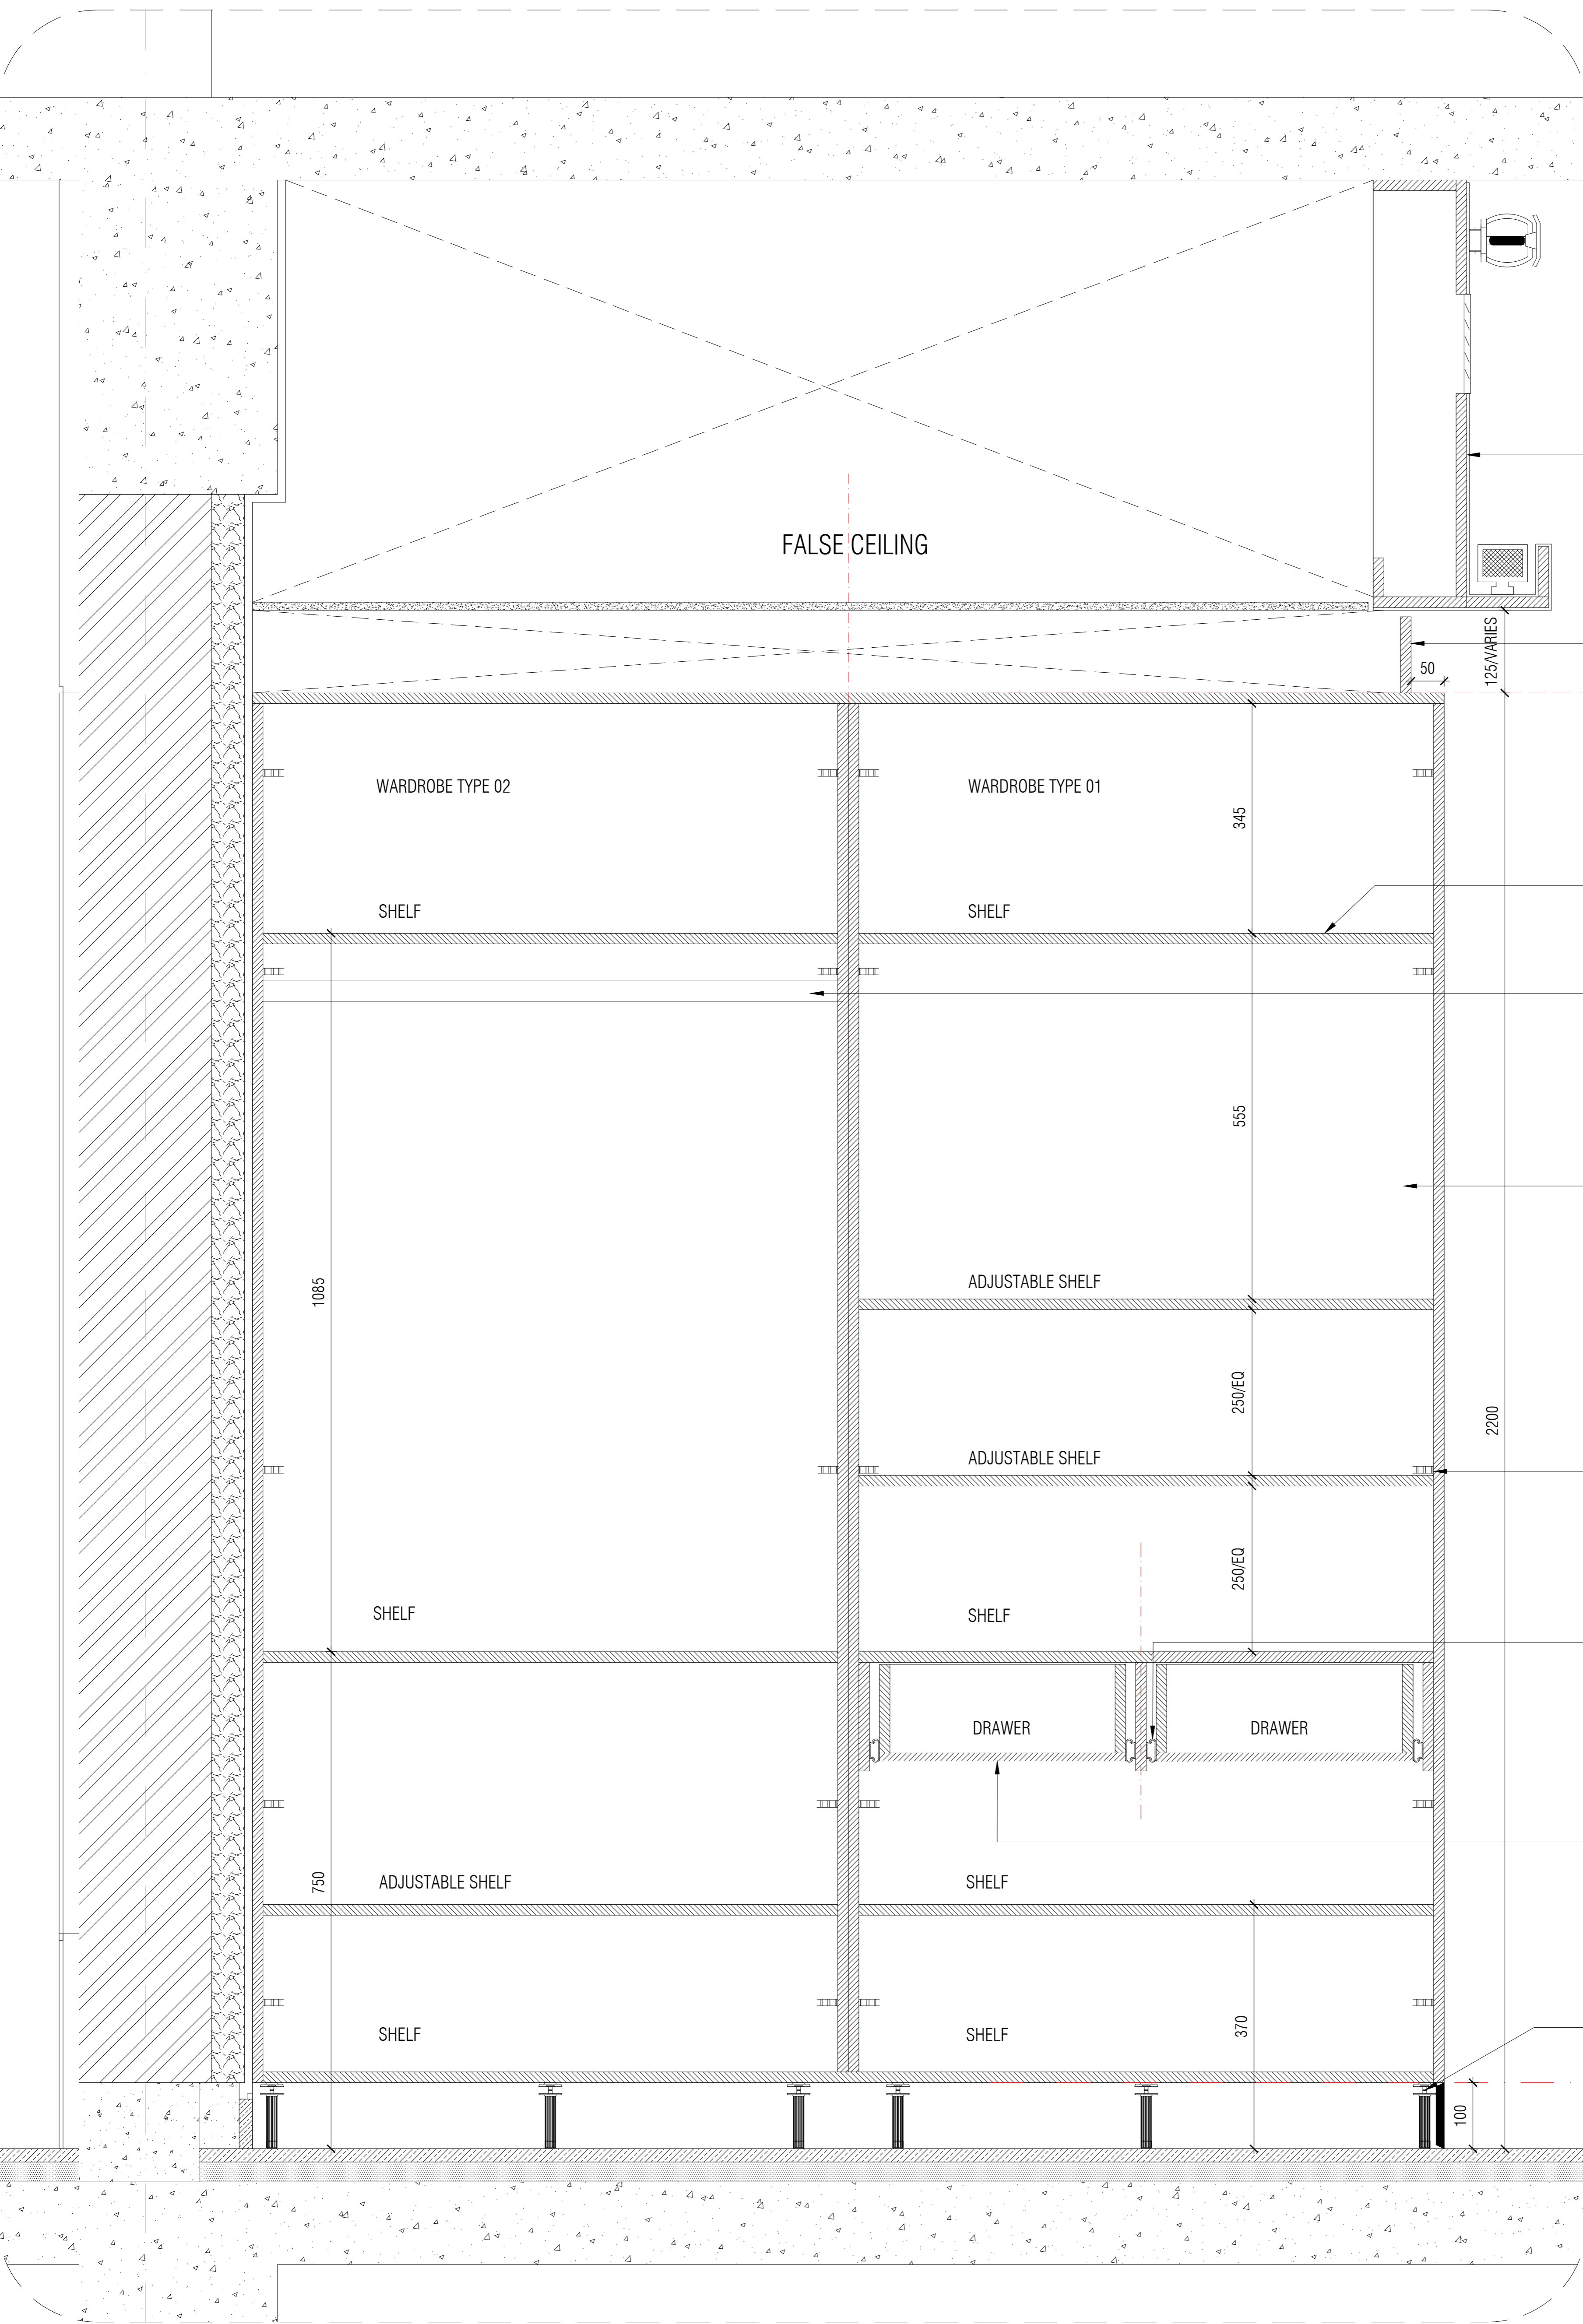 FALSE CEILING
125/VARIES
50
WARDROBE TYPE 02
WARDROBE TYPE 01
345
SHELF
SHELF
555
1085
ADJUSTABLE SHELF
250/EQ
2200
ADJUSTABLE SHELF
250/EQ
SHELF
SHELF
DRAWER
DRAWER
750
ADJUSTABLE SHELF
SHELF
370
SHELF
SHELF
100